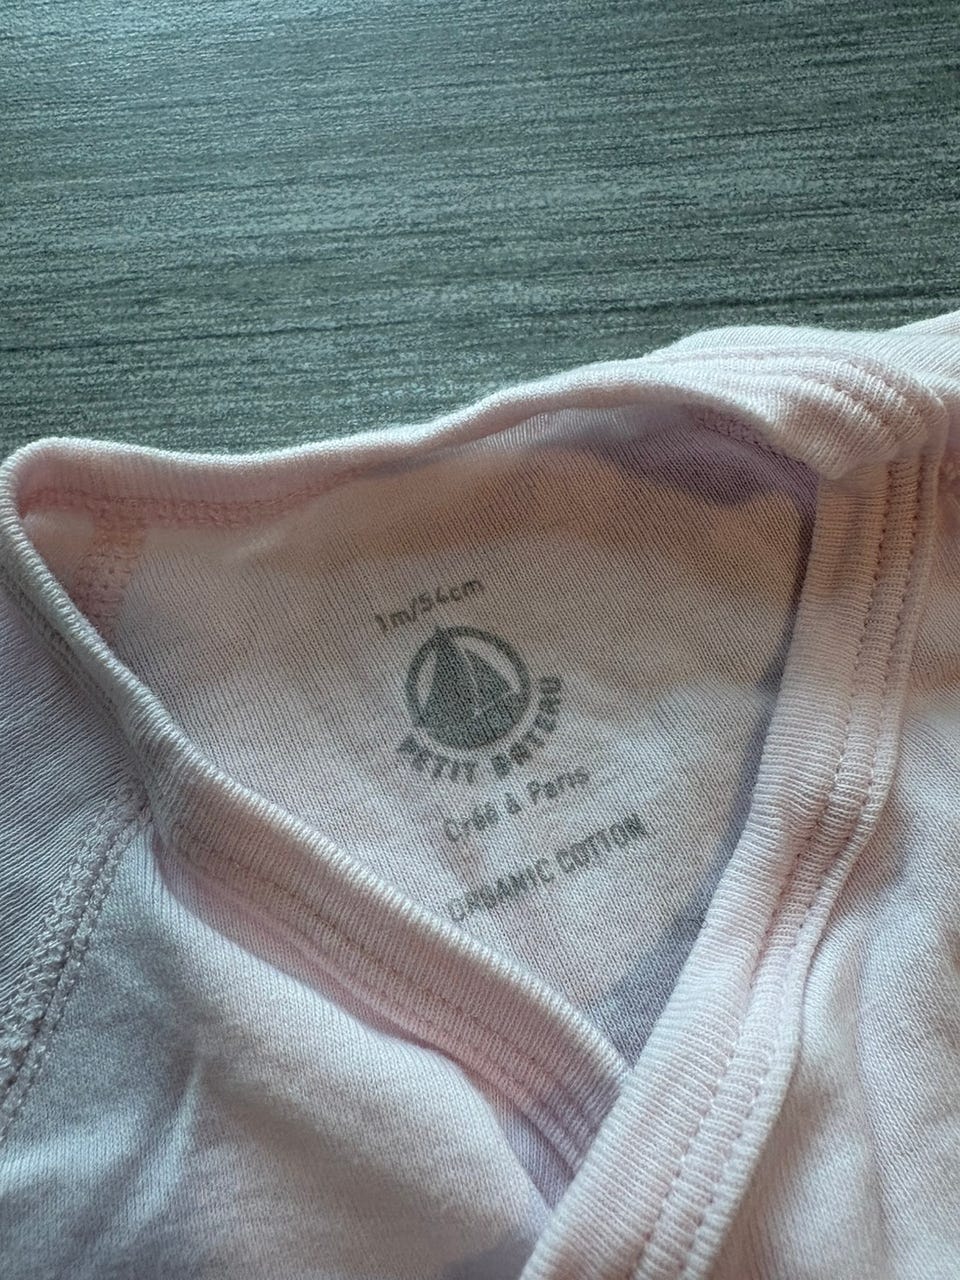 1m/54cm
PETIT BATEAU
Créé à Paris
ORGANIC COTTON